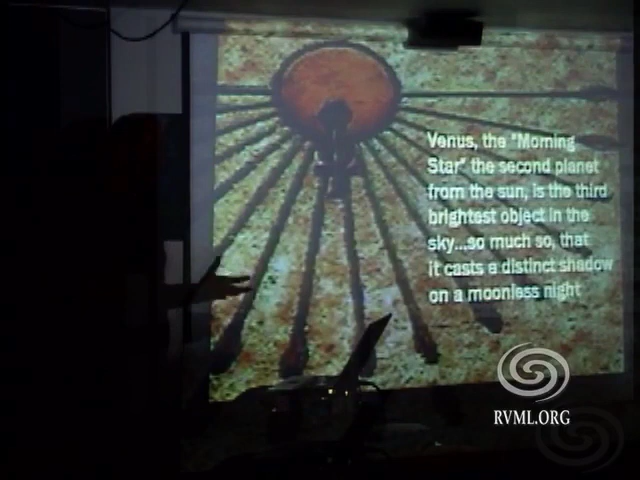 Venus, the "Morning
Star" the second planet
from the sun, is the third
brightest object in the
sky...so much so, that
it casts a distinct shadow
on a moonless night
RVML.ORG